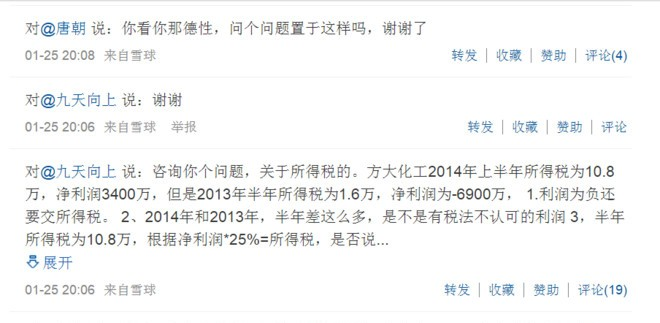 对@唐朝 说：你看你那德性，问个问题置于这样吗，谢谢了
01-25 20:08 来自雪球 转发 收藏 赞助 评论(4)
对@九天向上 说：谢谢
01-25 20:06 来自雪球 举报 转发 收藏 赞助 评论
对@九天向上 说：咨询你个问题，关于所得税的。方大化工2014年上半年所得税为10.8
万，净利润3400万，但是2013年半年所得税为1.6万，净利润为-6900万， 1.利润为负还
要交所得税。 2、2014年和2013年，半年差这么多，是不是有税法不认可的利润 3，半年
所得税为10.8万，根据净利润*25%=所得税，是否说...
展开
01-25 20:06 来自雪球 转发 收藏 赞助 评论(19)